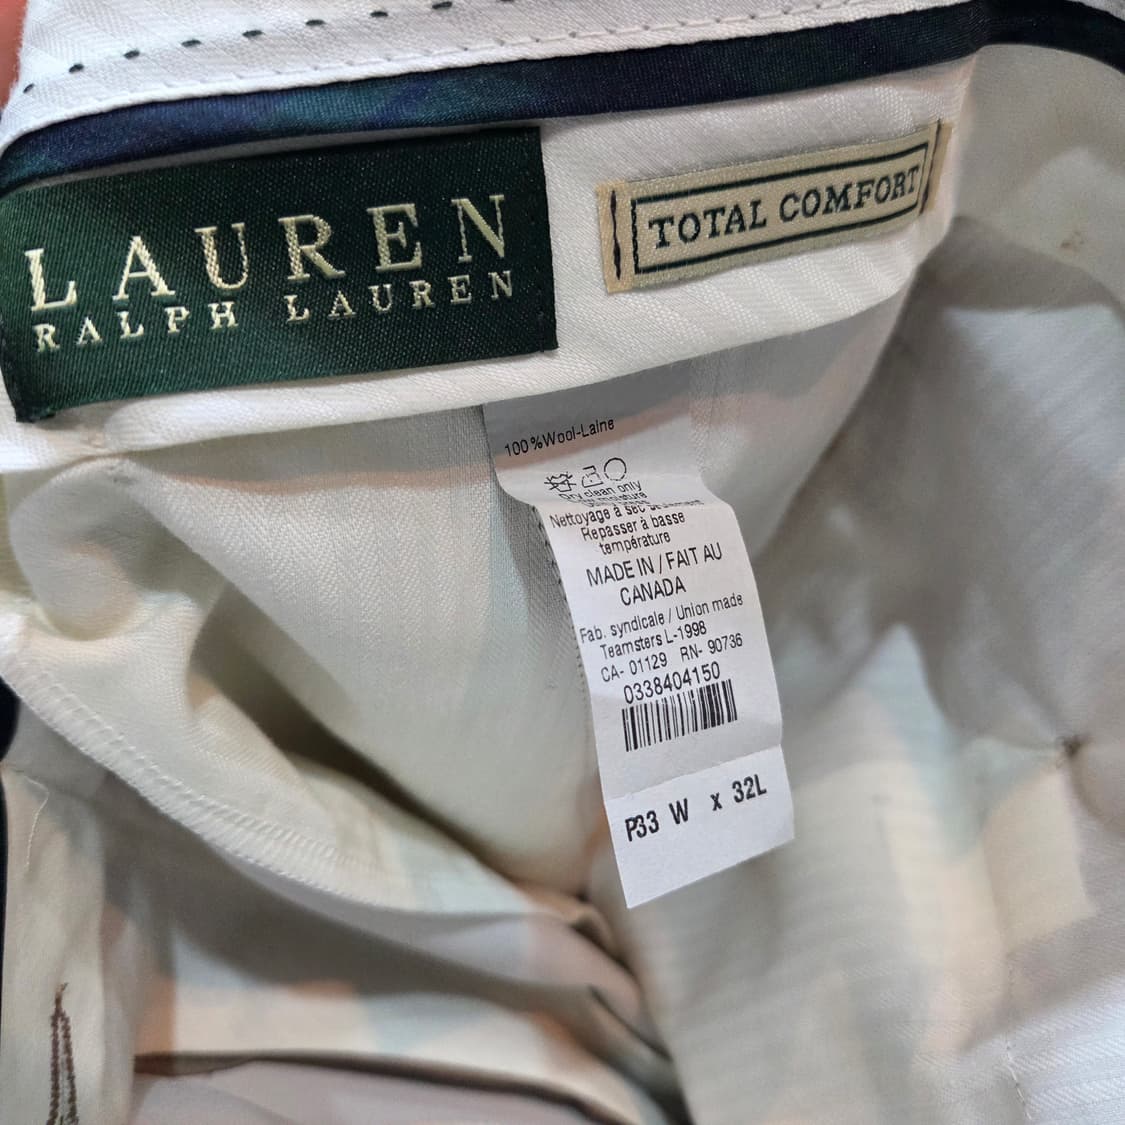 LAUREN
RALPH LAUREN
TOTAL COMFORT
100%Wool-Laine
Dry clean only
Nettoyage à sec seulement
Repasser à basse
température
MADE IN / FAIT AU
CANADA
Fab. syndicale / Union made
Teamsters L-1998
CA- 01129 RN- 90736
0338404150
P33 W x 32L